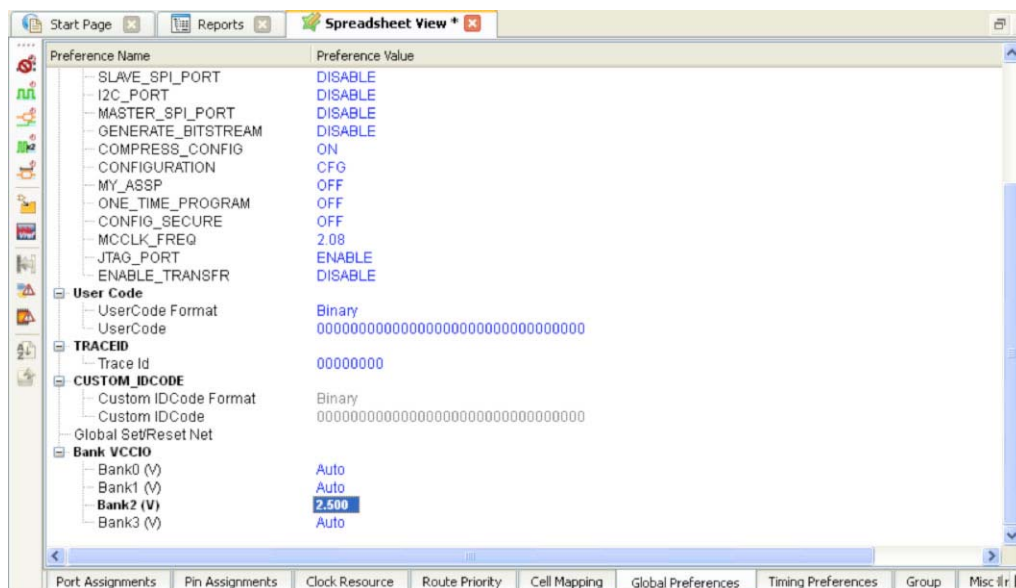 Start Page Reports Spreadsheet View *
Preference Name Preference Value
SLAVE_SPI_PORT DISABLE
I2C_PORT DISABLE
MASTER_SPI_PORT DISABLE
GENERATE_BITSTREAM DISABLE
COMPRESS_CONFIG ON
CONFIGURATION CFG
MY_ASSP OFF
ONE_TIME_PROGRAM OFF
CONFIG_SECURE OFF
MCCLK_FREQ 2.08
JTAG_PORT ENABLE
ENABLE_TRANSFR DISABLE
User Code
UserCode Format Binary
UserCode 00000000000000000000000000000000
TRACEID
Trace Id 00000000
CUSTOM_IDCODE
Custom IDCode Format Binary
Custom IDCode 00000000000000000000000000000000
Global Set/Reset Net
Bank VCCIO
Bank0 (V) Auto
Bank1 (V) Auto
Bank2 (V) 2.500
Bank3 (V) Auto
Port Assignments Pin Assignments Clock Resource Route Priority Cell Mapping Global Preferences Timing Preferences Group